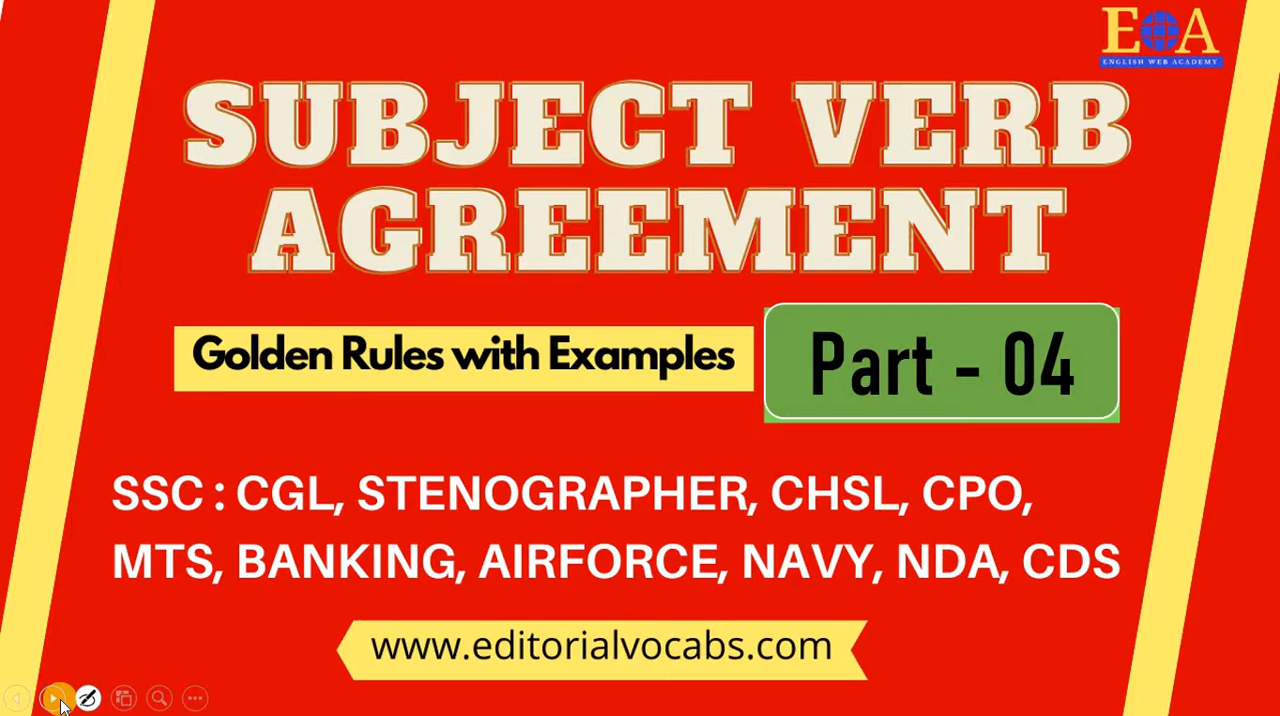 EWA
ENGLISH WEB ACADEMY
SUBJECT VERB
AGREEMENT
Golden Rules with Examples
Part - 04
SSC : CGL, STENOGRAPHER, CHSL, CPO,
MTS, BANKING, AIRFORCE, NAVY, NDA, CDS
www.editorialvocabs.com